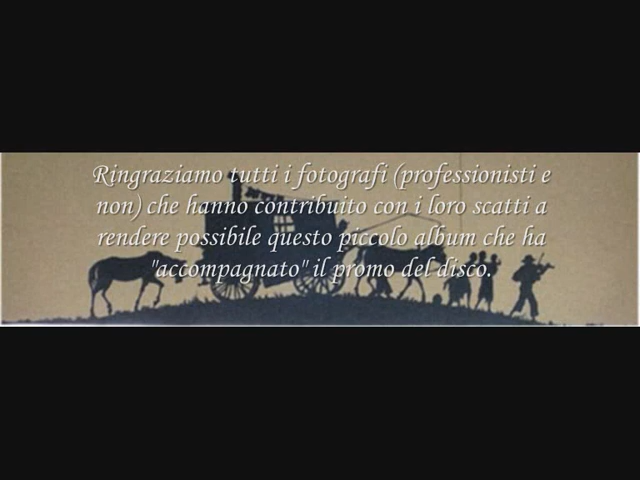 Ringraziamo tutti i fotografi (professionisti e
non) che hanno contribuito con i loro scatti a
rendere possibile questo piccolo album che ha
"accompagnato" il promo del disco.